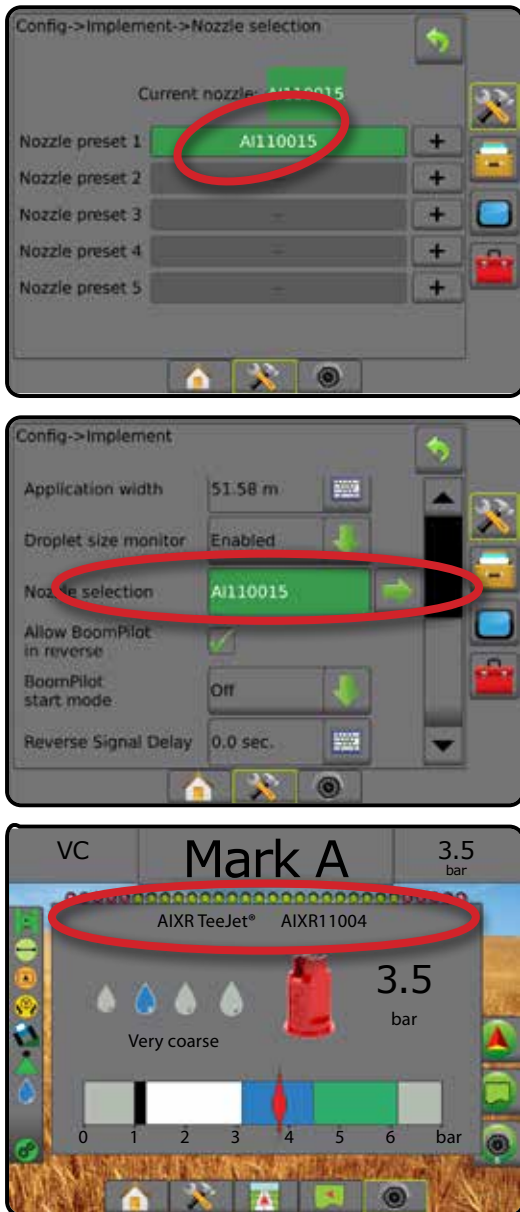 Config->Implement->Nozzle selection
Current nozzle: AI110015
Nozzle preset 1 AI110015 +
Nozzle preset 2 - +
Nozzle preset 3 - +
Nozzle preset 4 - +
Nozzle preset 5 - +
Config->Implement
Application width 51.58 m
Droplet size monitor Enabled
Nozzle selection AI110015
Allow BoomPilot
in reverse
BoomPilot
start mode Off
Reverse Signal Delay 0.0 sec.
VC Mark A 3.5
bar
AIXR TeeJet® AIXR11004
3.5
bar
Very coarse
0 1 2 3 4 5 6 bar